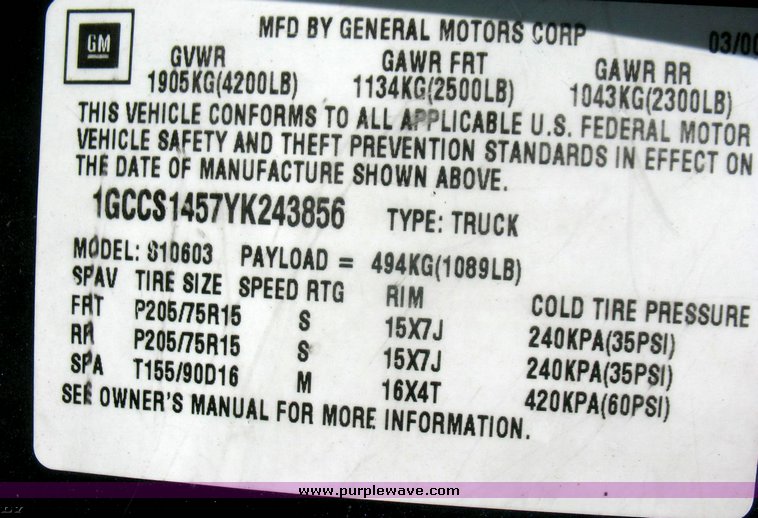 GM
MFD BY GENERAL MOTORS CORP 03/00
GVWR GAWR FRT GAWR RR
1905KG(4200LB) 1134KG(2500LB) 1043KG(2300LB)
THIS VEHICLE CONFORMS TO ALL APPLICABLE U.S. FEDERAL MOTOR
VEHICLE SAFETY AND THEFT PREVENTION STANDARDS IN EFFECT ON
THE DATE OF MANUFACTURE SHOWN ABOVE.
1GCCS1457YK243856 TYPE: TRUCK
MODEL: S10603 PAYLOAD = 494KG(1089LB)
SPAV TIRE SIZE SPEED RTG RIM COLD TIRE PRESSURE
FRT P205/75R15 S 15X7J 240KPA(35PSI)
RR P205/75R15 S 15X7J 240KPA(35PSI)
SPA T155/90D16 M 16X4T 420KPA(60PSI)
SEE OWNER'S MANUAL FOR MORE INFORMATION.
www.purplewave.com